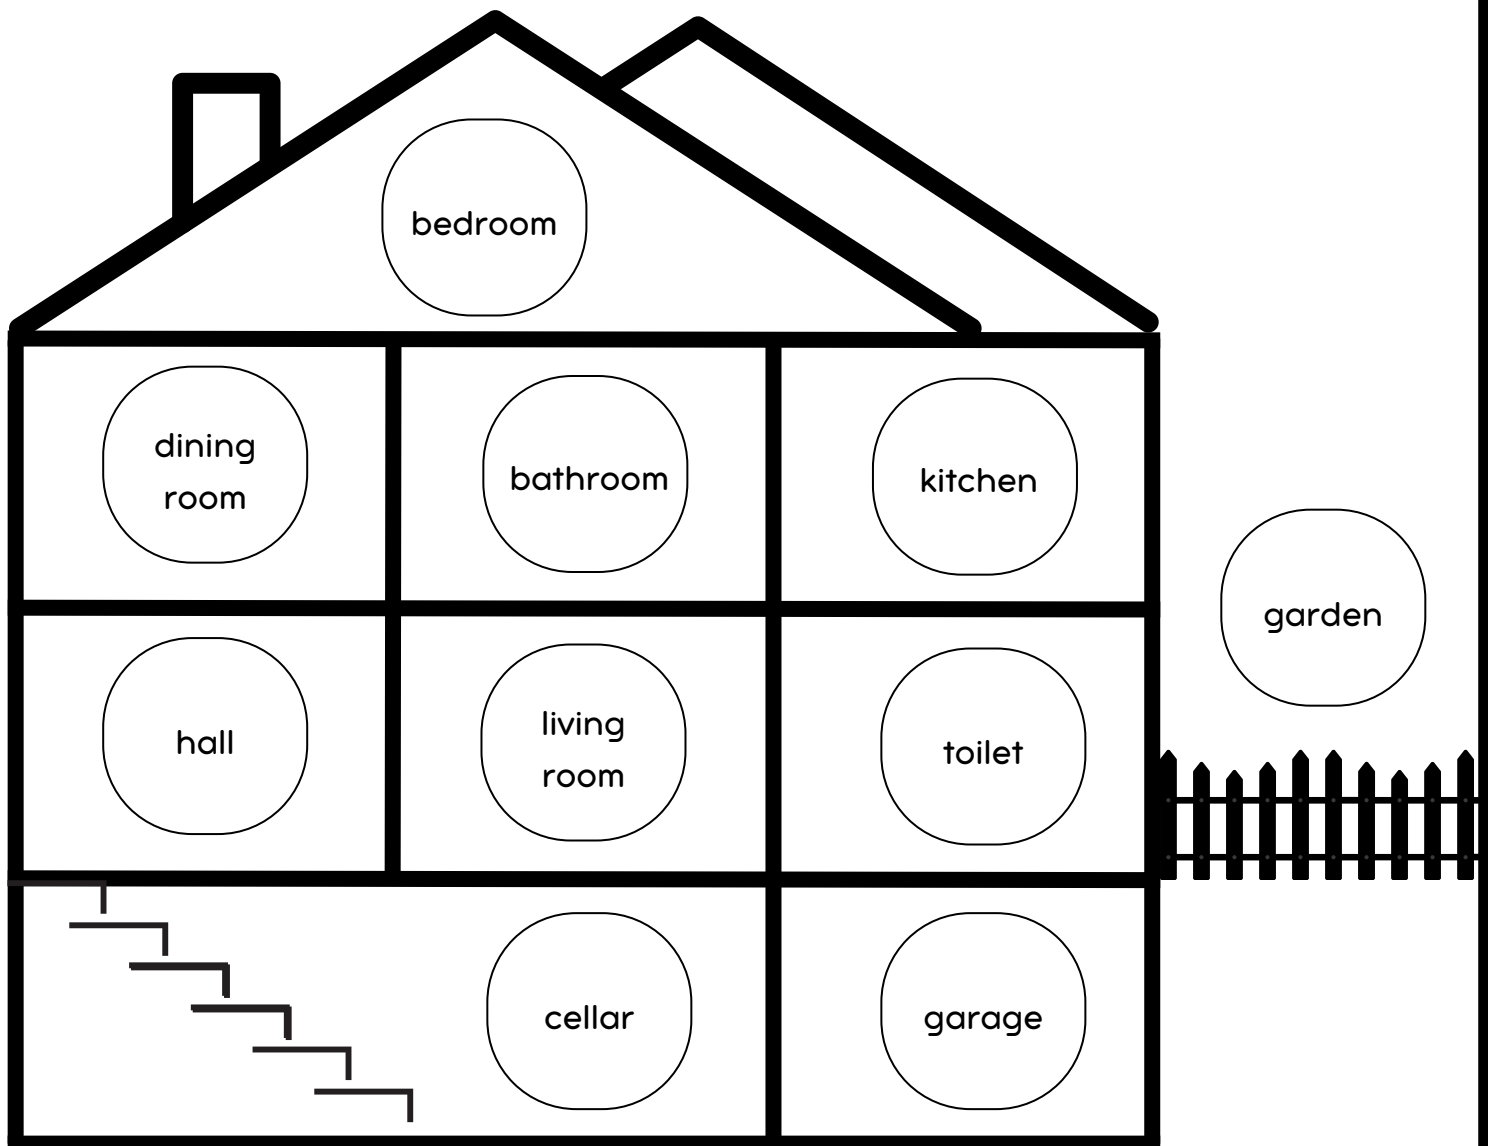 bedroom
dining
room
bathroom
kitchen
garden
hall
living
room
toilet
cellar
garage